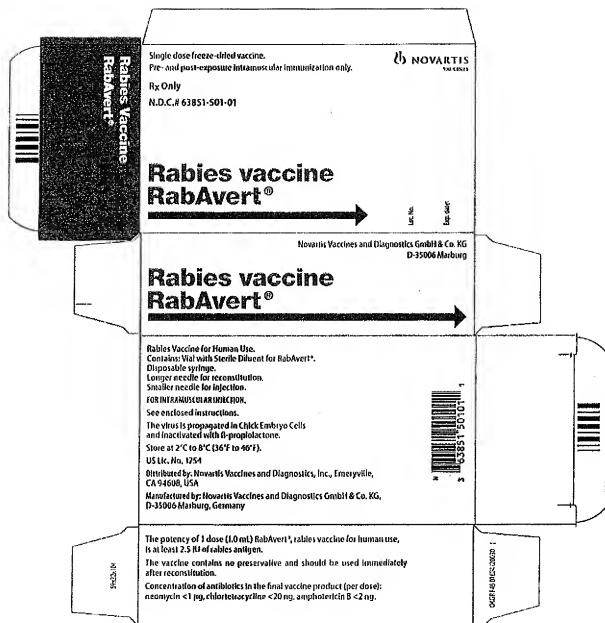 Rabies Vaccine
RabAvert®
Single dose freeze-dried vaccine.
Pre- and post-exposure intramuscular immunization only.
Rx Only
N.D.C.# 63851-501-01
NOVARTIS
VACCINES
Rabies vaccine
RabAvert®
Lot. No.
Exp. date:
Novartis Vaccines and Diagnostics GmbH & Co. KG
D-35006 Marburg
Rabies vaccine
RabAvert®
Rabies Vaccine for Human Use.
Contains: Vial with Sterile Diluent for RabAvert®.
Disposable syringe.
Longer needle for reconstitution.
Smaller needle for injection.
FOR INTRAMUSCULAR INJECTION.
See enclosed instructions.
The virus is propagated in Chick Embryo Cells
and inactivated with ß-propiolactone.
Store at 2°C to 8°C (36°F to 46°F).
US Lic. No. 1754
Distributed by: Novartis Vaccines and Diagnostics, Inc., Emeryville,
CA 94608, USA
Manufactured by: Novartis Vaccines and Diagnostics GmbH & Co. KG,
D-35006 Marburg, Germany
63851 50101 1
The potency of 1 dose (1.0 mL) RabAvert®, rabies vaccine for human use,
is at least 2.5 IU of rabies antigen.
The vaccine contains no preservative and should be used immediately
after reconstitution.
Concentration of antibiotics in the final vaccine product (per dose):
neomycin <1 µg, chlortetracycline <20 ng, amphotericin B <2 ng.